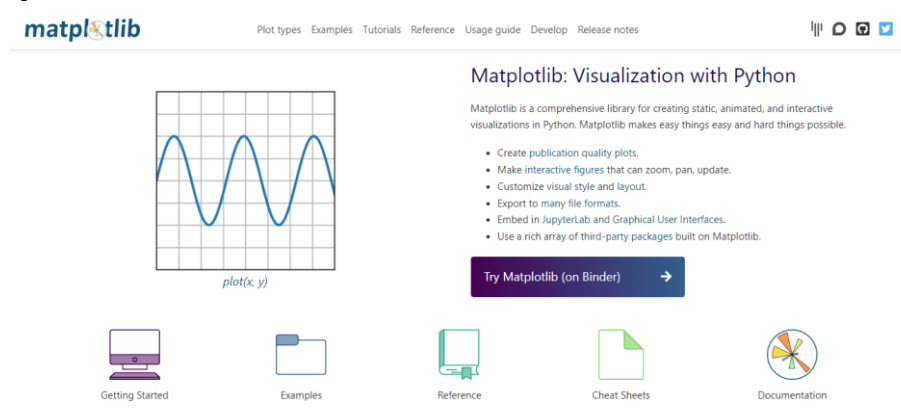 matplotlib
Plot types Examples Tutorials Reference Usage guide Develop Release notes
Matplotlib: Visualization with Python
Matplotlib is a comprehensive library for creating static, animated, and interactive
visualizations in Python. Matplotlib makes easy things easy and hard things possible.
• Create publication quality plots.
• Make interactive figures that can zoom, pan, update.
• Customize visual style and layout.
• Export to many file formats.
• Embed in JupyterLab and Graphical User Interfaces.
• Use a rich array of third-party packages built on Matplotlib.
plot(x, y)
Try Matplotlib (on Binder)
Getting Started Examples Reference Cheat Sheets Documentation